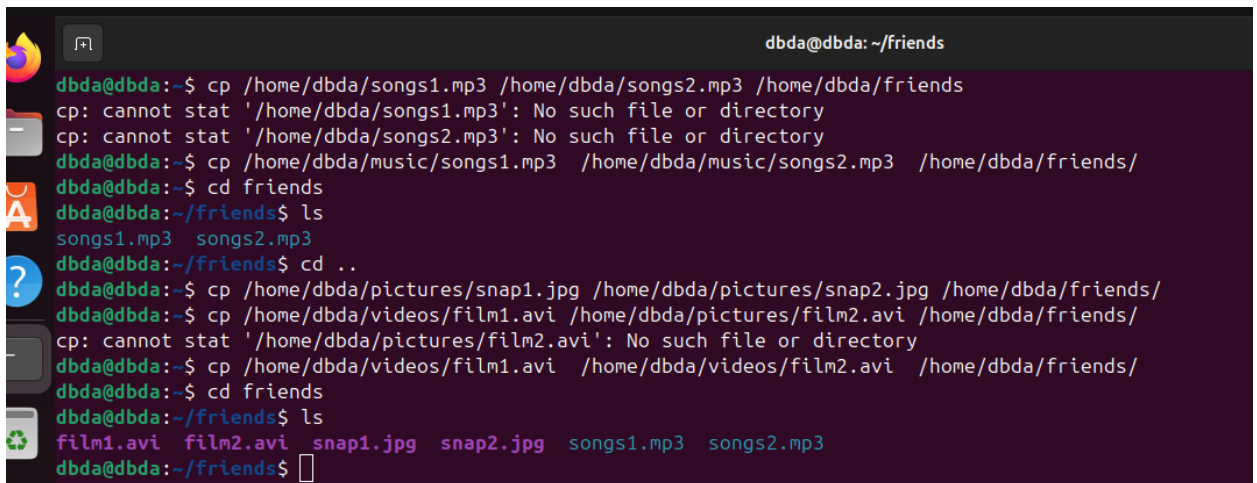 dbda@dbda: ~/friends
dbda@dbda:~$ cp /home/dbda/songs1.mp3 /home/dbda/songs2.mp3 /home/dbda/friends
cp: cannot stat '/home/dbda/songs1.mp3': No such file or directory
cp: cannot stat '/home/dbda/songs2.mp3': No such file or directory
dbda@dbda:~$ cp /home/dbda/music/songs1.mp3  /home/dbda/music/songs2.mp3  /home/dbda/friends/
dbda@dbda:~$ cd friends
dbda@dbda:~/friends$ ls
songs1.mp3  songs2.mp3
dbda@dbda:~/friends$ cd ..
dbda@dbda:~$ cp /home/dbda/pictures/snap1.jpg /home/dbda/pictures/snap2.jpg /home/dbda/friends/
dbda@dbda:~$ cp /home/dbda/videos/film1.avi /home/dbda/pictures/film2.avi /home/dbda/friends/
cp: cannot stat '/home/dbda/pictures/film2.avi': No such file or directory
dbda@dbda:~$ cp /home/dbda/videos/film1.avi  /home/dbda/videos/film2.avi  /home/dbda/friends/
dbda@dbda:~$ cd friends
dbda@dbda:~/friends$ ls
film1.avi  film2.avi  snap1.jpg  snap2.jpg  songs1.mp3  songs2.mp3
dbda@dbda:~/friends$